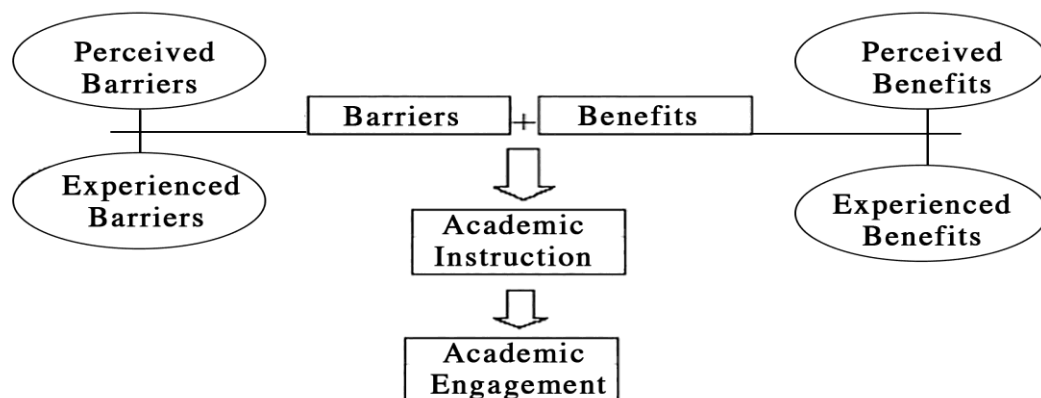 Perceived
Barriers
Perceived
Benefits
Barriers + Benefits
Experienced
Barriers
Experienced
Benefits
Academic
Instruction
Academic
Engagement